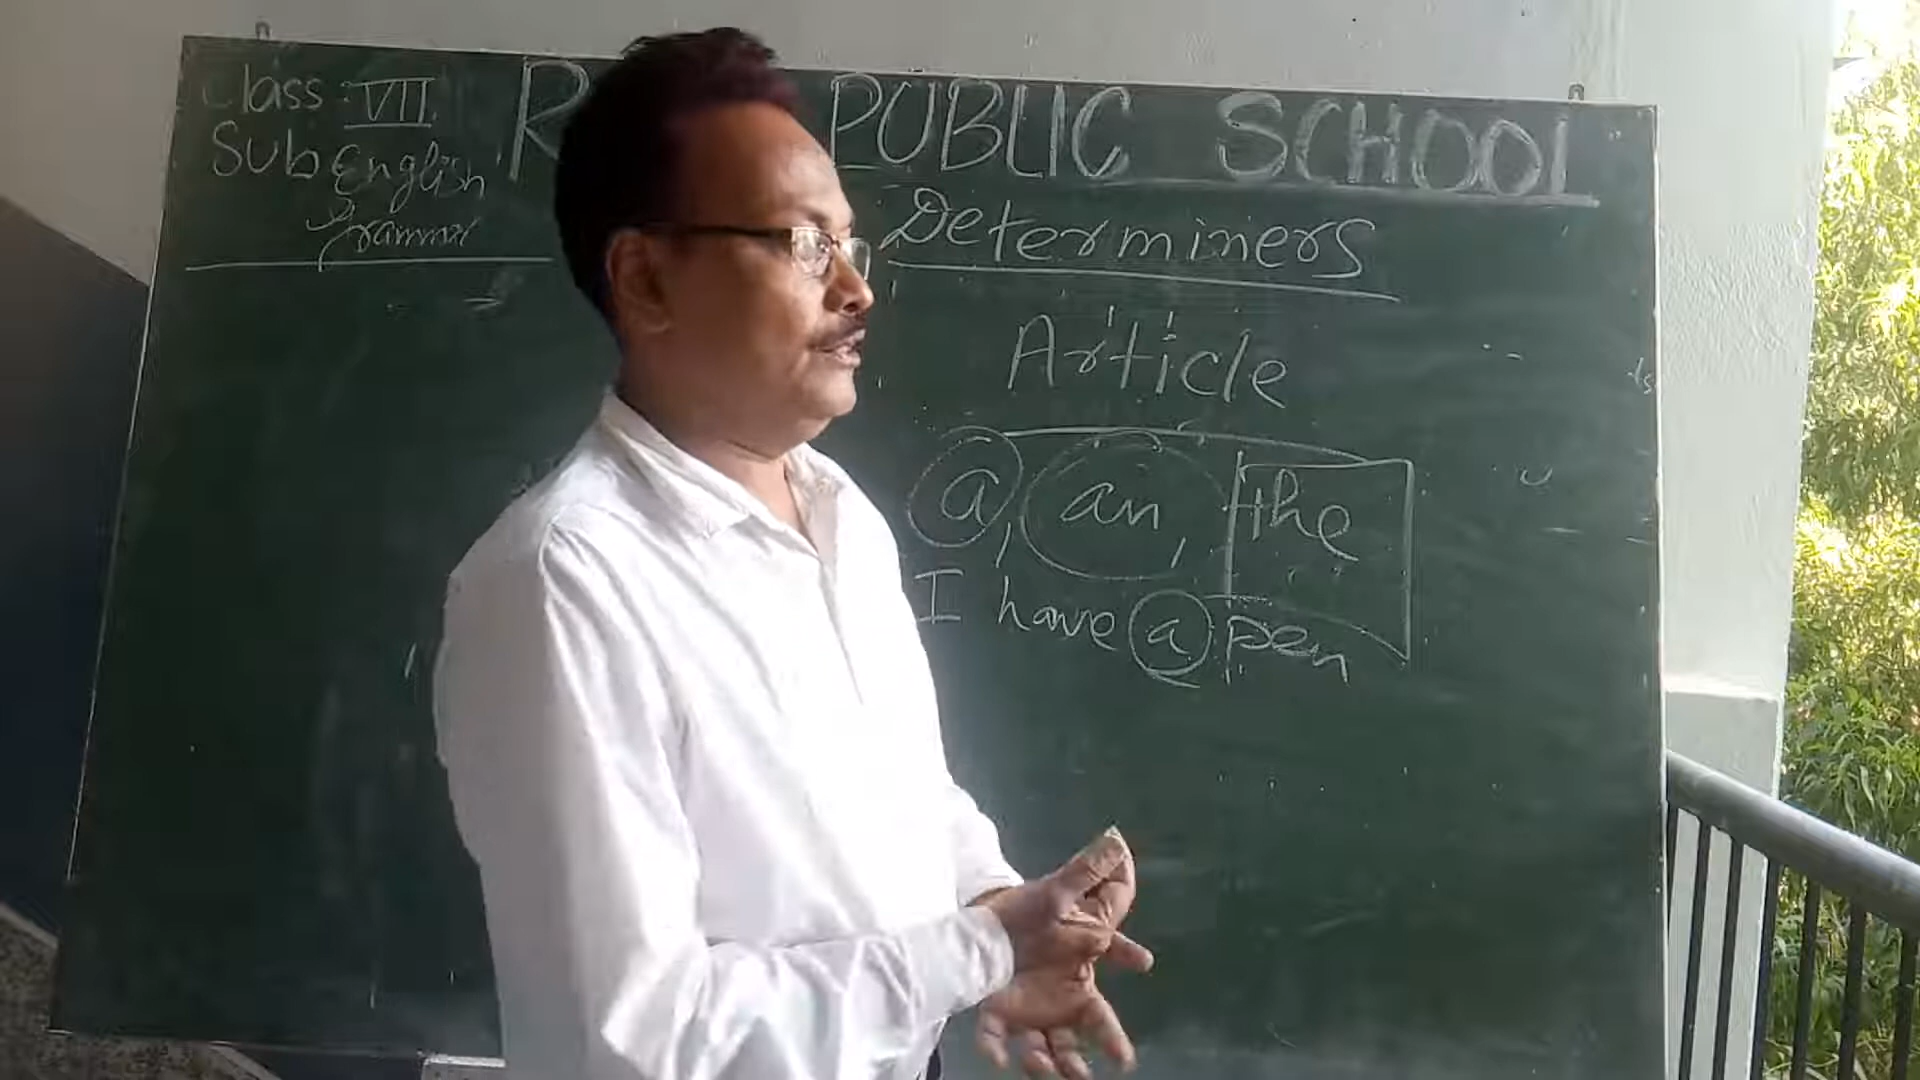 Class : VII
Sub English
Grammar
PUBLIC SCHOOL
Determiners
Article
a, an, the
I have a pen